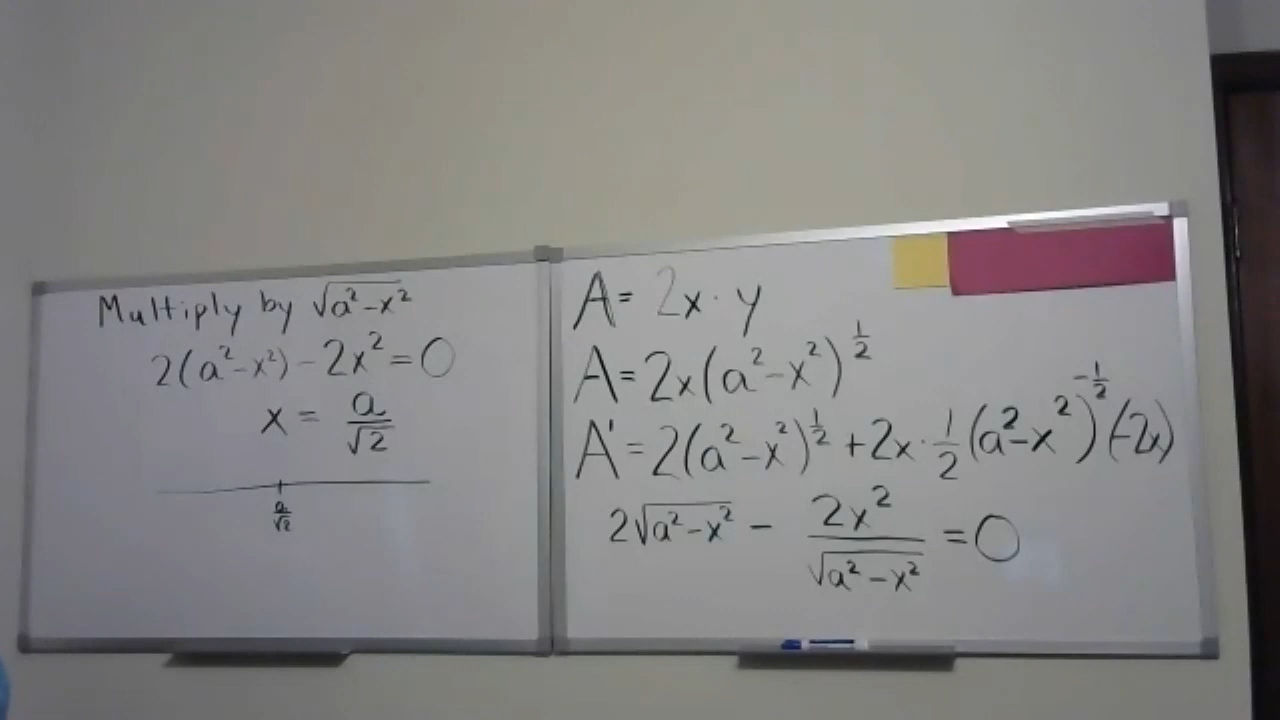 Multiply by √(a²-x²)
2(a²-x²) - 2x² = 0
x = a/√2
a/√2
A = 2x · y
A = 2x(a²-x²)^(1/2)
A' = 2(a²-x²)^(1/2) + 2x · 1/2 (a²-x²)^(-1/2) (-2x)
2√(a²-x²) - 2x²/√(a²-x²) = 0